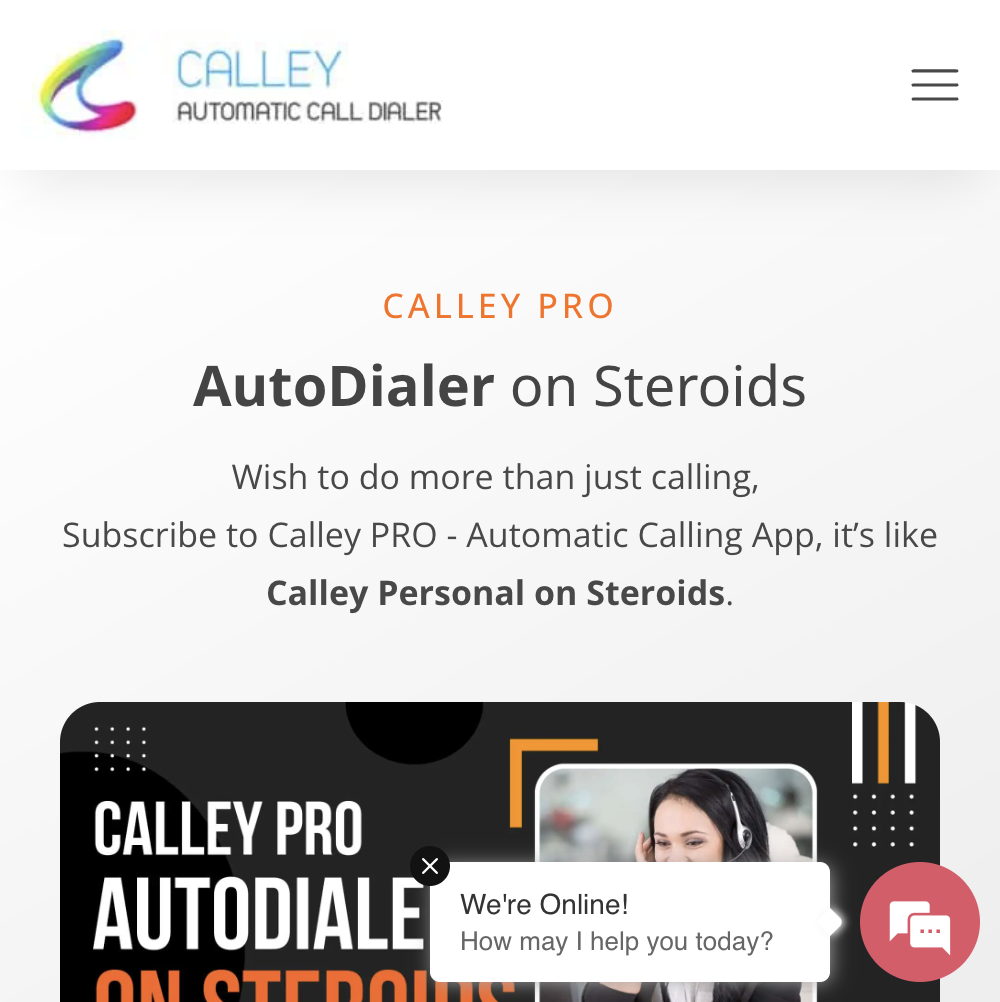 CALLEY
AUTOMATIC CALL DIALER
CALLEY PRO
AutoDialer on Steroids
Wish to do more than just calling,
Subscribe to Calley PRO - Automatic Calling App, it’s like
Calley Personal on Steroids.
CALLEY PRO
AUTODIALE
ON STEROIDS
We're Online!
How may I help you today?